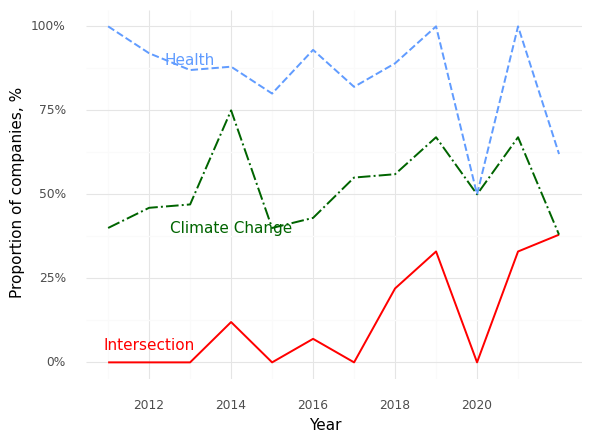 100%
Health
75%
50%
Climate Change
25%
Intersection
0%
2012 2014 2016 2018 2020
Year
Proportion of companies, %